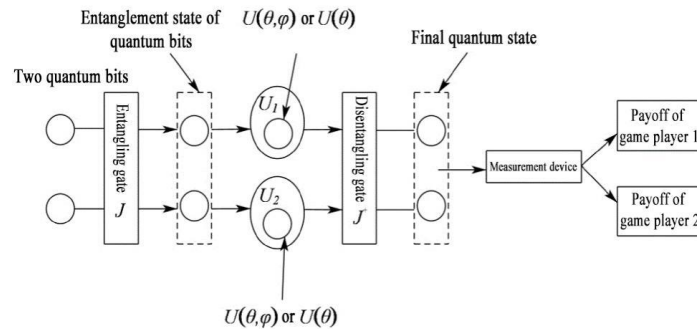 Entanglement state of
quantum bits
U(θ,φ) or U(θ)
Final quantum state
Two quantum bits
Entangling gate
J
U1
U2
Disentangling gate
J
Measurement device
Payoff of
game player 1
Payoff of
game player 2
U(θ,φ) or U(θ)